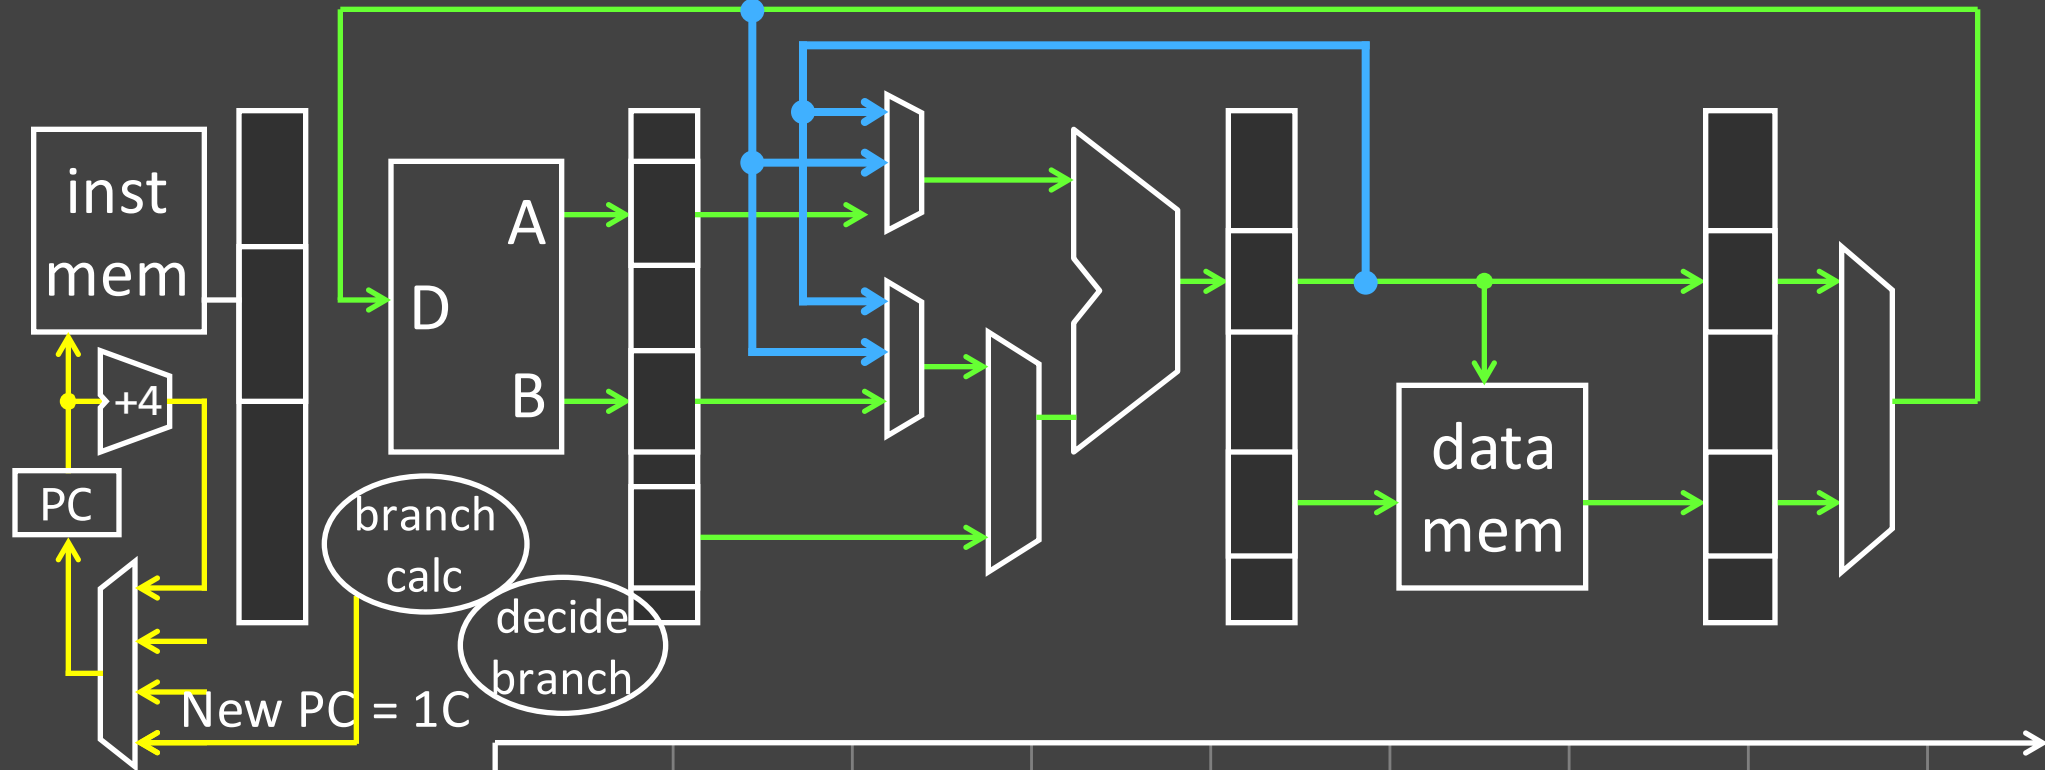 inst
mem
+4
PC
A
D
B
branch
calc
decide
branch
data
mem
New PC = 1C